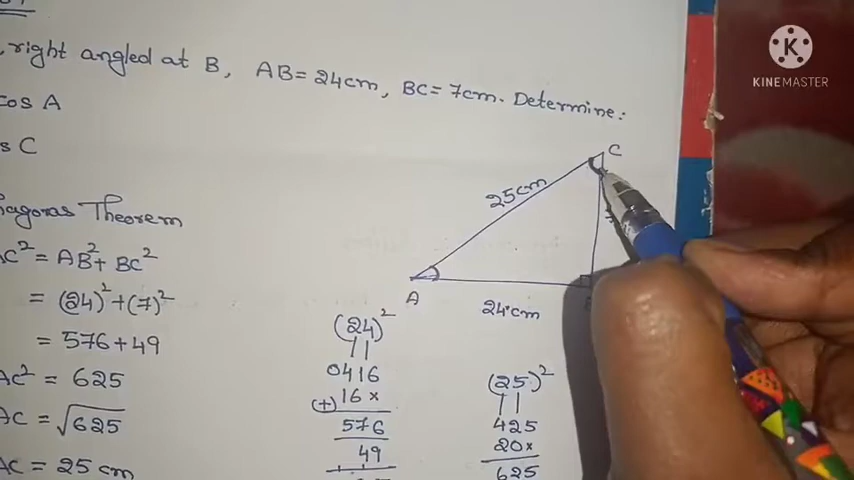 right angled at B, AB=24cm, BC=7cm. Determine:
cos A
C
C
25cm
A
24cm
Theorem
C² = AB² + BC²
= (24)² + (7)²
= 576 + 49
AC² = 625
AC = √625
AC = 25 cm
(24)²
0416
(+) 16×
576
49
(25)²
425
20×
625
K
KINEMASTER